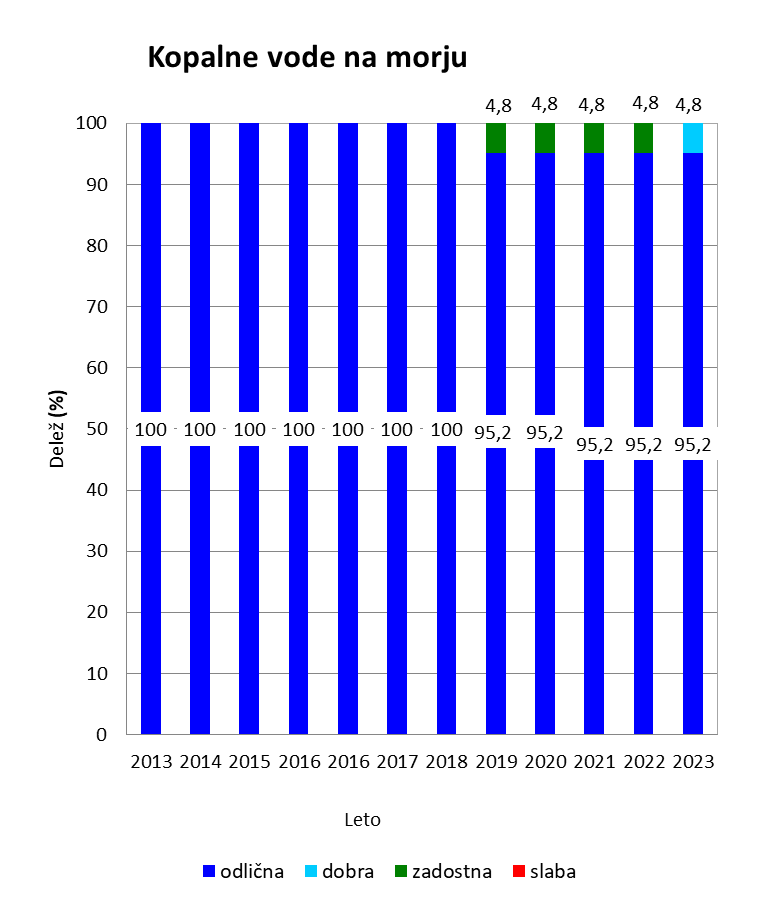 Kopalne vode na morju
4,8 4,8 4,8 4,8 4,8
100
90
80
70
60
50
40
30
20
10
0
Delež (%)
100 100 100 100 100 100 100 95,2 95,2 95,2 95,2 95,2
2013 2014 2015 2016 2016 2017 2018 2019 2020 2021 2022 2023
Leto
odlična dobra zadostna slaba